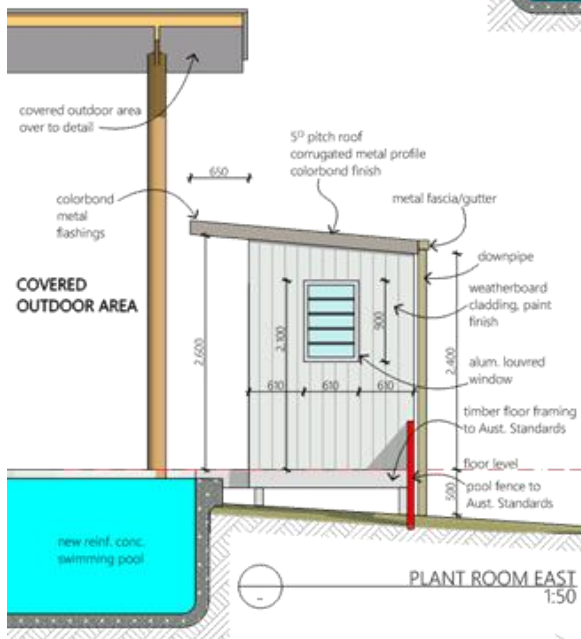 covered outdoor area
over to detail
5º pitch roof
corrugated metal profile
colorbond finish
650
metal fascia/gutter
colorbond
metal
flashings
downpipe
COVERED
OUTDOOR AREA
weatherboard
cladding, paint
finish
900
2,100
2,600
2,400
alum. louvred
window
610
610
610
timber floor framing
to Aust. Standards
floor level
pool fence to
Aust. Standards
500
new reinf. conc.
swimming pool
PLANT ROOM EAST
1:50
--